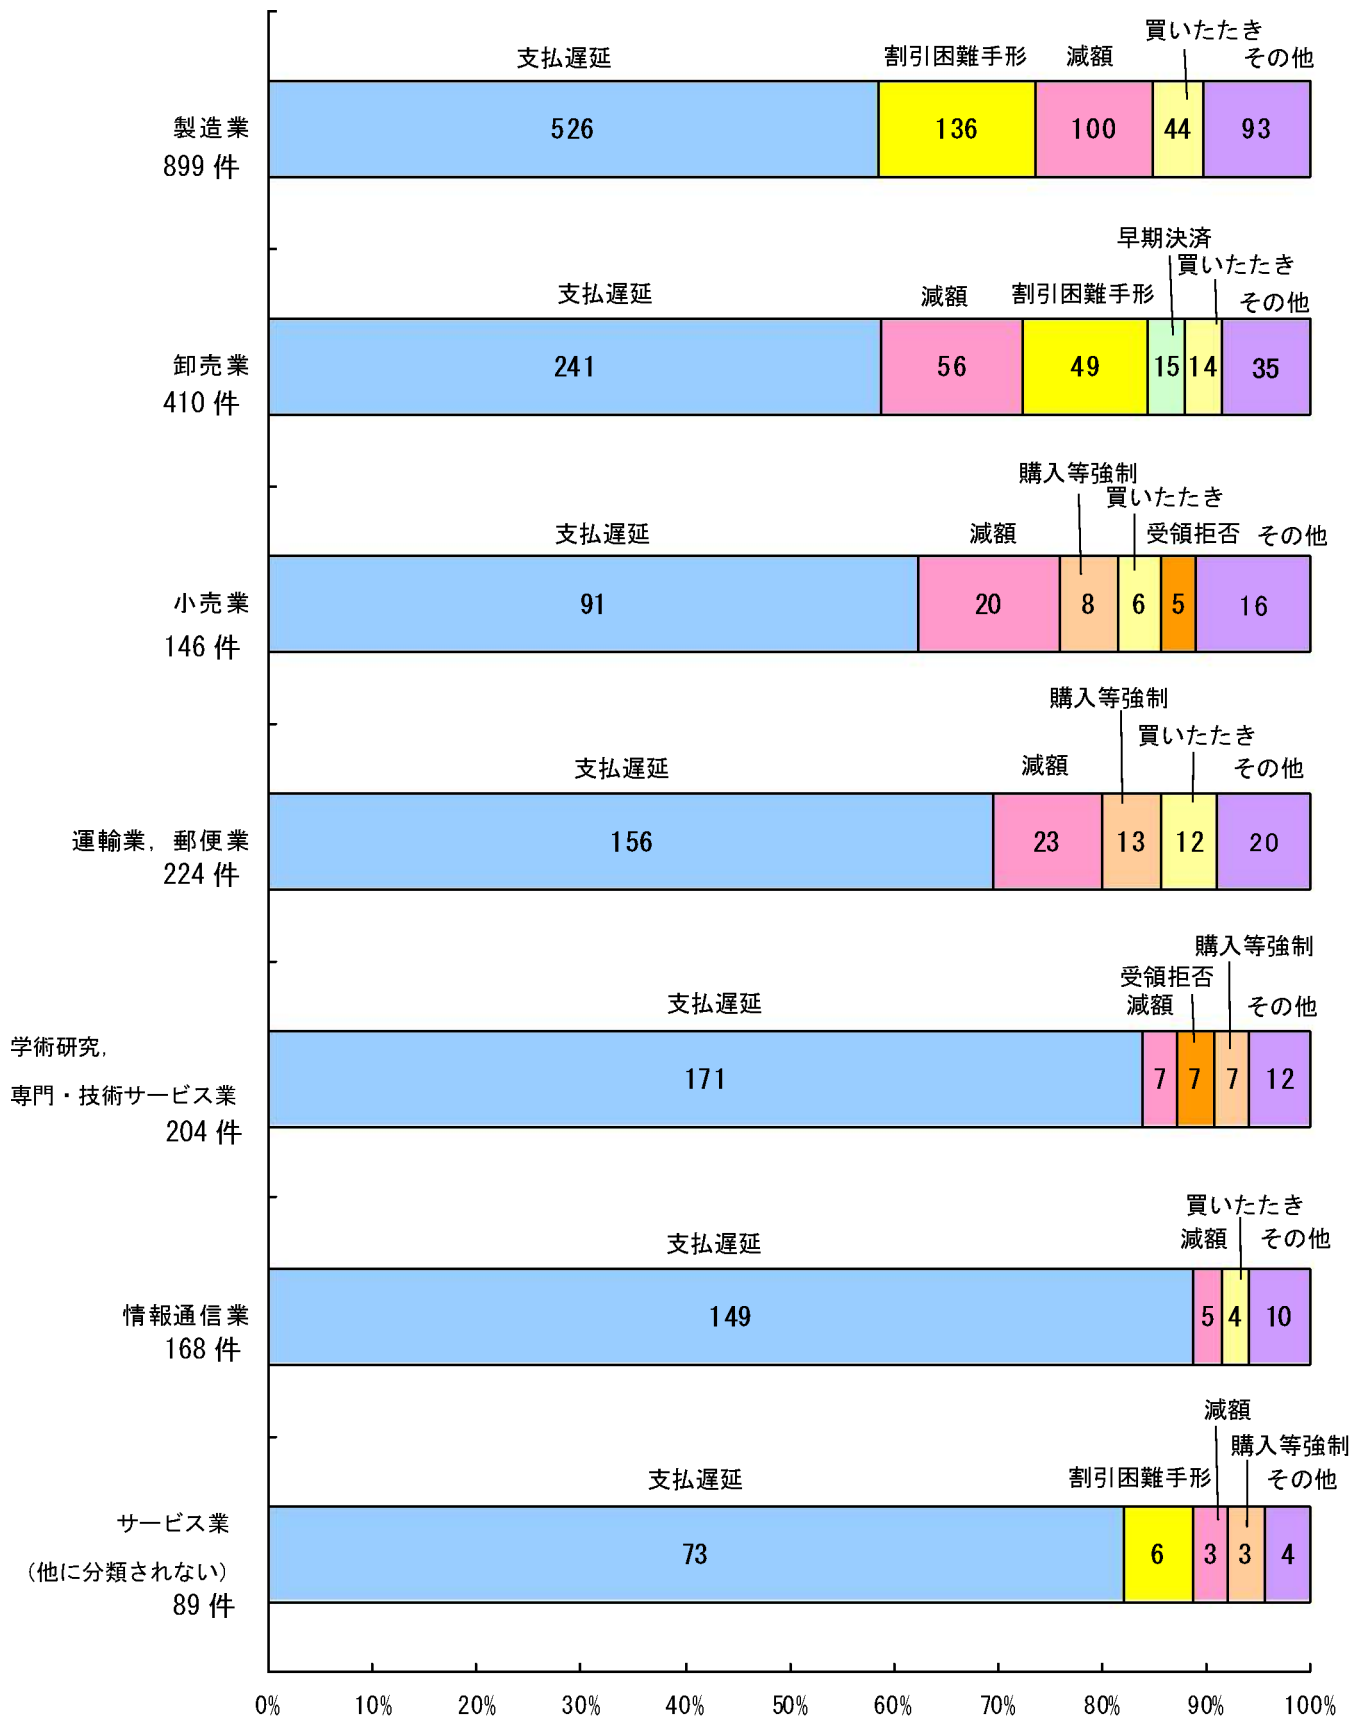 買いたたき
支払遅延 割引困難手形 減額 その他
製造業 526 136 100 44 93
899 件
早期決済
買いたたき
支払遅延 減額 割引困難手形 その他
卸売業 241 56 49 15 14 35
410 件
購入等強制
買いたたき
支払遅延 減額 受領拒否 その他
小売業 91 20 8 6 5 16
146 件
購入等強制
買いたたき
支払遅延 減額 その他
運輸業，郵便業 156 23 13 12 20
224 件
購入等強制
受領拒否
支払遅延 減額 その他
学術研究，
専門・技術サービス業 171 7 7 7 12
204 件
買いたたき
支払遅延 減額 その他
情報通信業 149 5 4 10
168 件
減額
購入等強制
支払遅延 割引困難手形 その他
サービス業
（他に分類されない） 73 6 3 3 4
89 件
0% 10% 20% 30% 40% 50% 60% 70% 80% 90% 100%